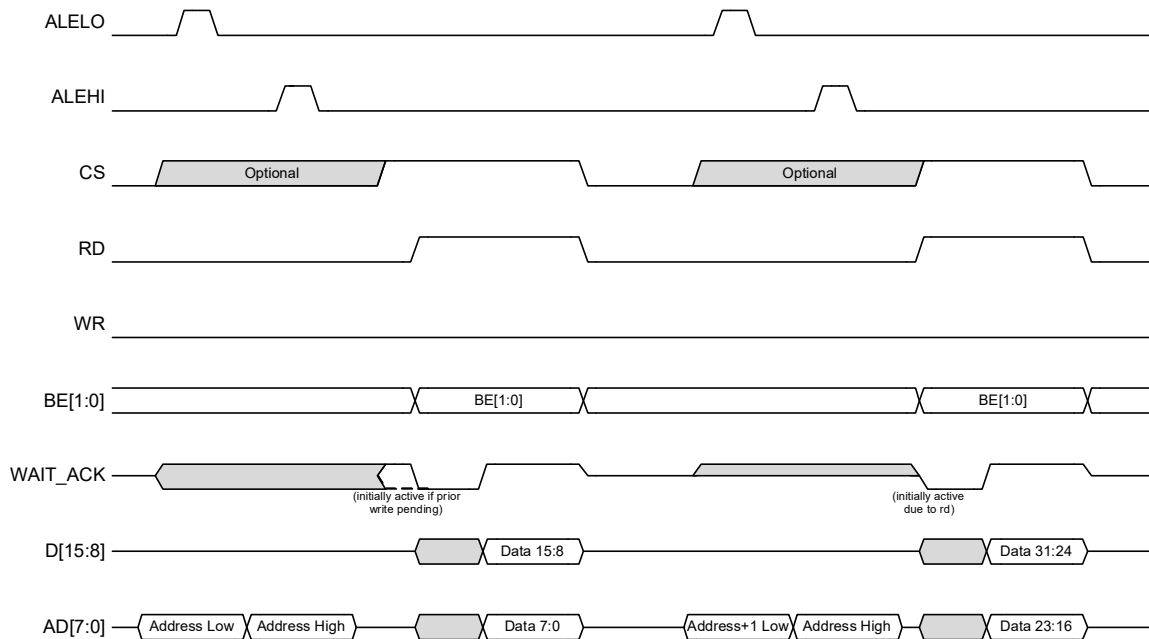 ALELO
ALEHI
CS
Optional
Optional
RD
WR
BE[1:0]
BE[1:0]
BE[1:0]
WAIT_ACK
(initially active if prior
write pending)
(initially active
due to rd)
D[15:8]
Data 15:8
Data 31:24
AD[7:0]
Address Low
Address High
Data 7:0
Address+1 Low
Address High
Data 23:16